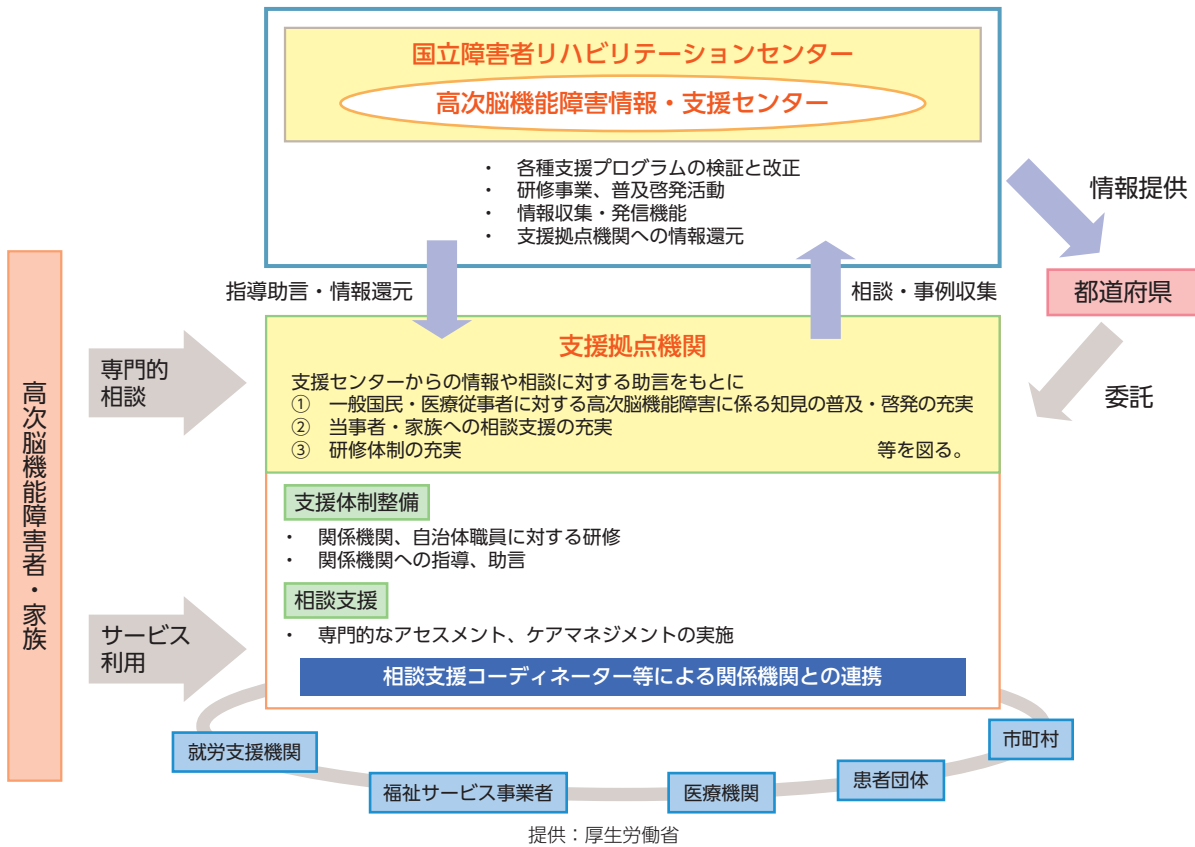 国立障害者リハビリテーションセンター
高次脳機能障害情報・支援センター
・ 各種支援プログラムの検証と改正
・ 研修事業、普及啓発活動
・ 情報収集・発信機能
・ 支援拠点機関への情報還元
情報提供
指導助言・情報還元
相談・事例収集
都道府県
委託
高次脳機能障害者・家族
専門的
相談
サービス
利用
支援拠点機関
支援センターからの情報や相談に対する助言をもとに
① 一般国民・医療従事者に対する高次脳機能障害に係る知見の普及・啓発の充実
② 当事者・家族への相談支援の充実
③ 研修体制の充実 等を図る。
支援体制整備
・ 関係機関、自治体職員に対する研修
・ 関係機関への指導、助言
相談支援
・ 専門的なアセスメント、ケアマネジメントの実施
相談支援コーディネーター等による関係機関との連携
就労支援機関
福祉サービス事業者
医療機関
患者団体
市町村
提供：厚生労働省